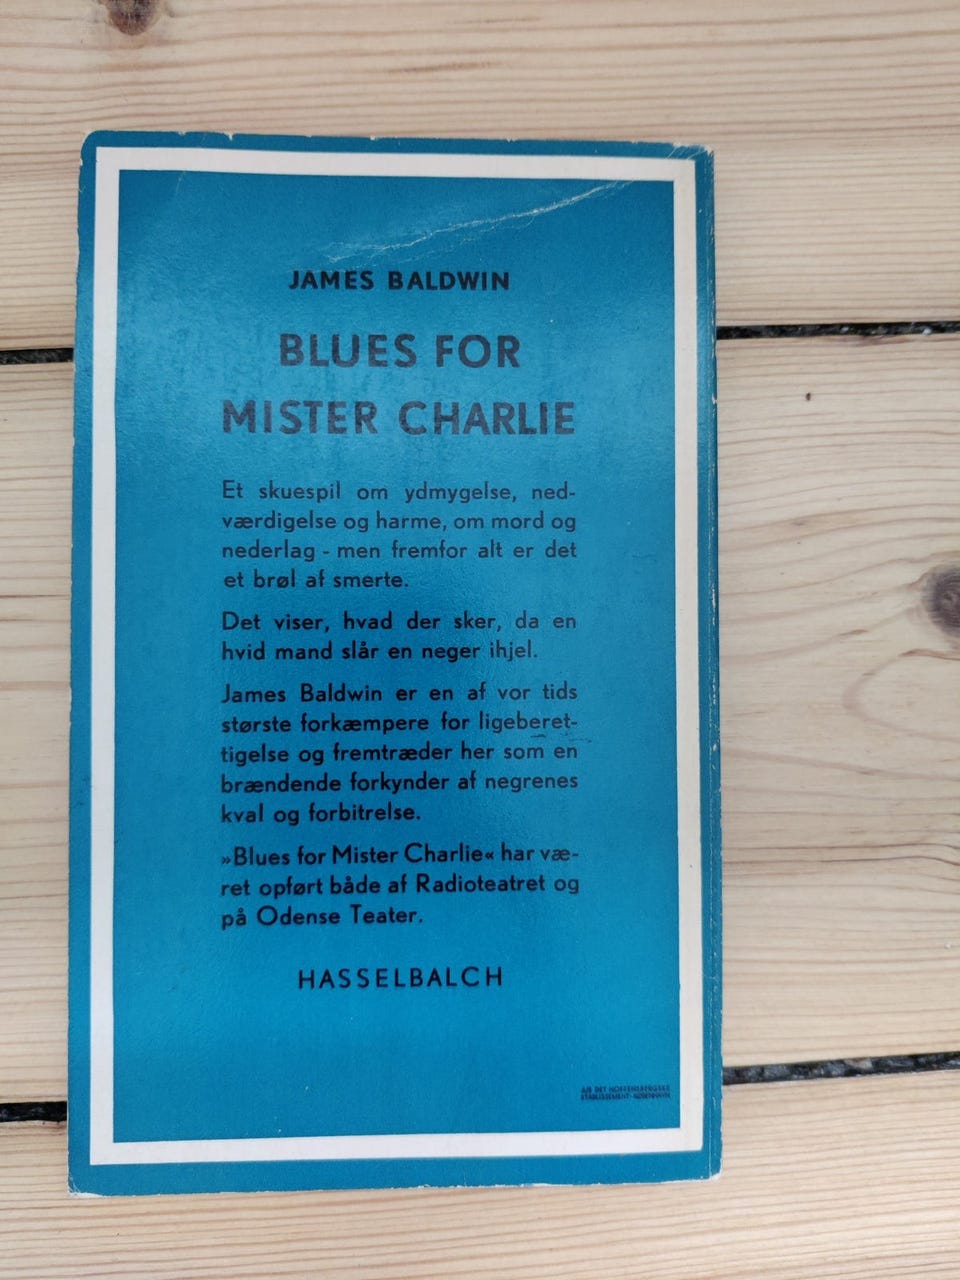 JAMES BALDWIN
BLUES FOR
MISTER CHARLIE
Et skuespil om ydmygelse, ned-
værdigelse og harme, om mord og
nederlag - men fremfor alt er det
et brøl af smerte.
Det viser, hvad der sker, da en
hvid mand slår en neger ihjel.
James Baldwin er en af vor tids
største forkæmpere for ligeberet-
tigelse og fremtræder her som en
brændende forkynder af negrenes
kval og forbitrelse.
»Blues for Mister Charlie« har væ-
ret opført både af Radioteatret og
på Odense Teater.
HASSELBALCH
A/S DET HOFFENSBERGSKE
ETABLISSEMENT · KØBENHAVN